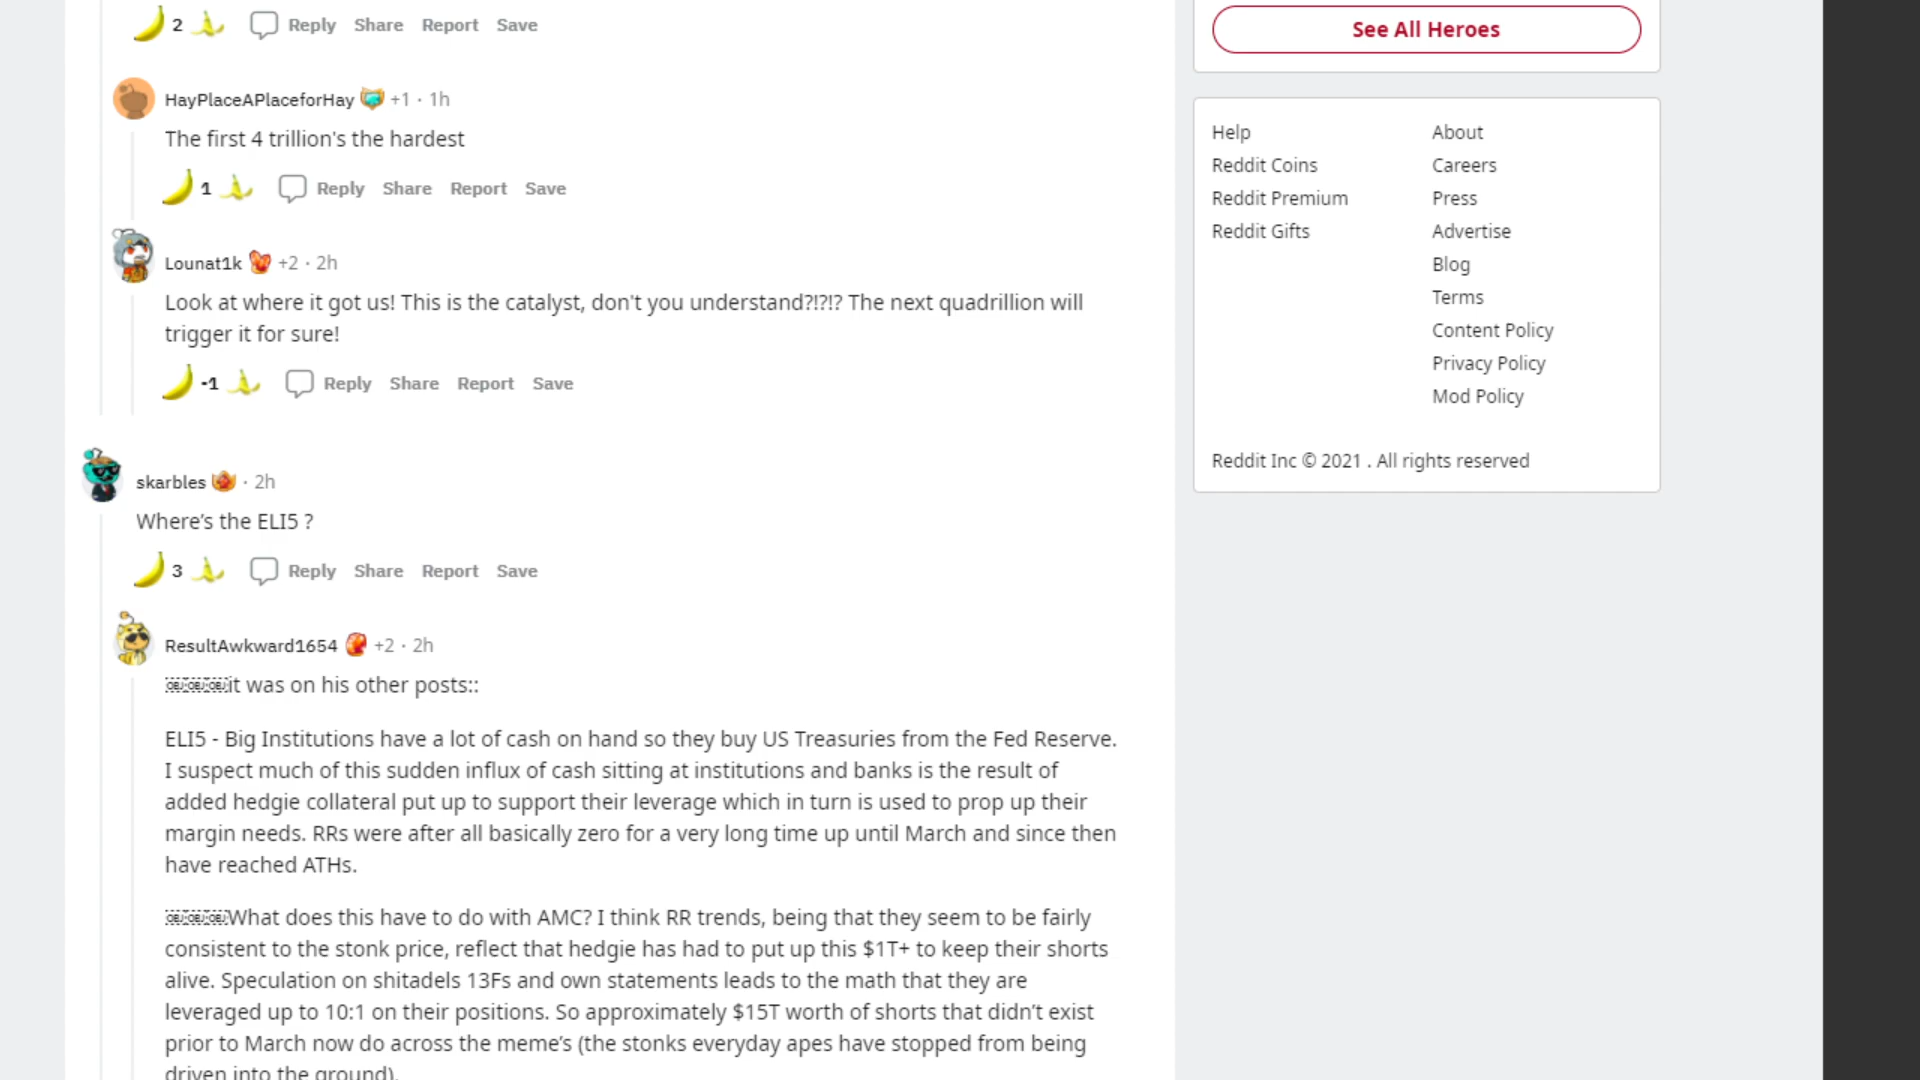 2 Reply Share Report Save
HayPlaceAPlaceforHay +1 · 1h
The first 4 trillion's the hardest
1 Reply Share Report Save
Lounat1k +2 · 2h
Look at where it got us! This is the catalyst, don't you understand?!?!? The next quadrillion will
trigger it for sure!
-1 Reply Share Report Save
skarbles · 2h
Where’s the ELI5 ?
3 Reply Share Report Save
ResultAwkward1654 +2 · 2h
it was on his other posts::
ELI5 - Big Institutions have a lot of cash on hand so they buy US Treasuries from the Fed Reserve.
I suspect much of this sudden influx of cash sitting at institutions and banks is the result of
added hedgie collateral put up to support their leverage which in turn is used to prop up their
margin needs. RRs were after all basically zero for a very long time up until March and since then
have reached ATHs.
What does this have to do with AMC? I think RR trends, being that they seem to be fairly
consistent to the stonk price, reflect that hedgie has had to put up this $1T+ to keep their shorts
alive. Speculation on shitadels 13Fs and own statements leads to the math that they are
leveraged up to 10:1 on their positions. So approximately $15T worth of shorts that didn’t exist
prior to March now do across the meme’s (the stonks everyday apes have stopped from being
driven into the ground).
See All Heroes
Help
Reddit Coins
Reddit Premium
Reddit Gifts
About
Careers
Press
Advertise
Blog
Terms
Content Policy
Privacy Policy
Mod Policy
Reddit Inc © 2021 . All rights reserved